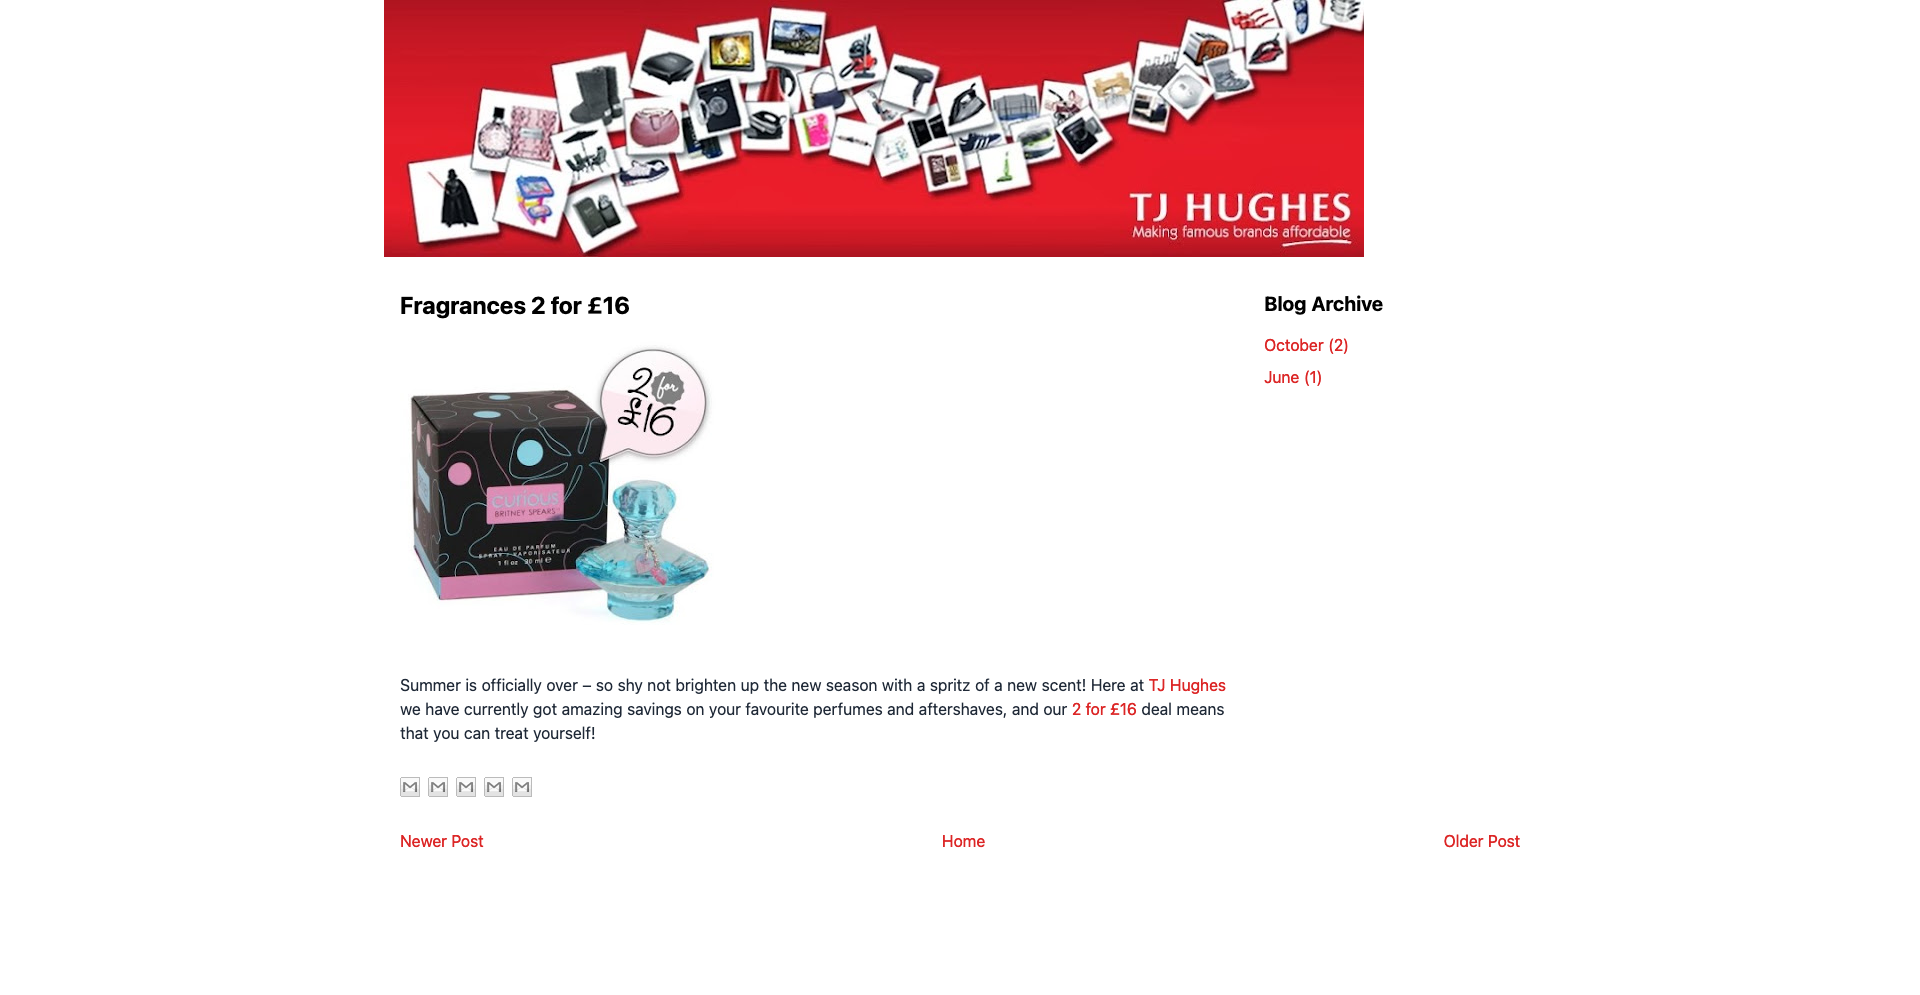 TJ HUGHES
Making famous brands affordable
Fragrances 2 for £16
2 for
£16
curious
BRITNEY SPEARS
EAU DE PARFUM
SPRAY / VAPORISATEUR
1 fl oz 30 ml e
Summer is officially over – so shy not brighten up the new season with a spritz of a new scent! Here at TJ Hughes
we have currently got amazing savings on your favourite perfumes and aftershaves, and our 2 for £16 deal means
that you can treat yourself!
Newer Post
Home
Older Post
Blog Archive
October (2)
June (1)